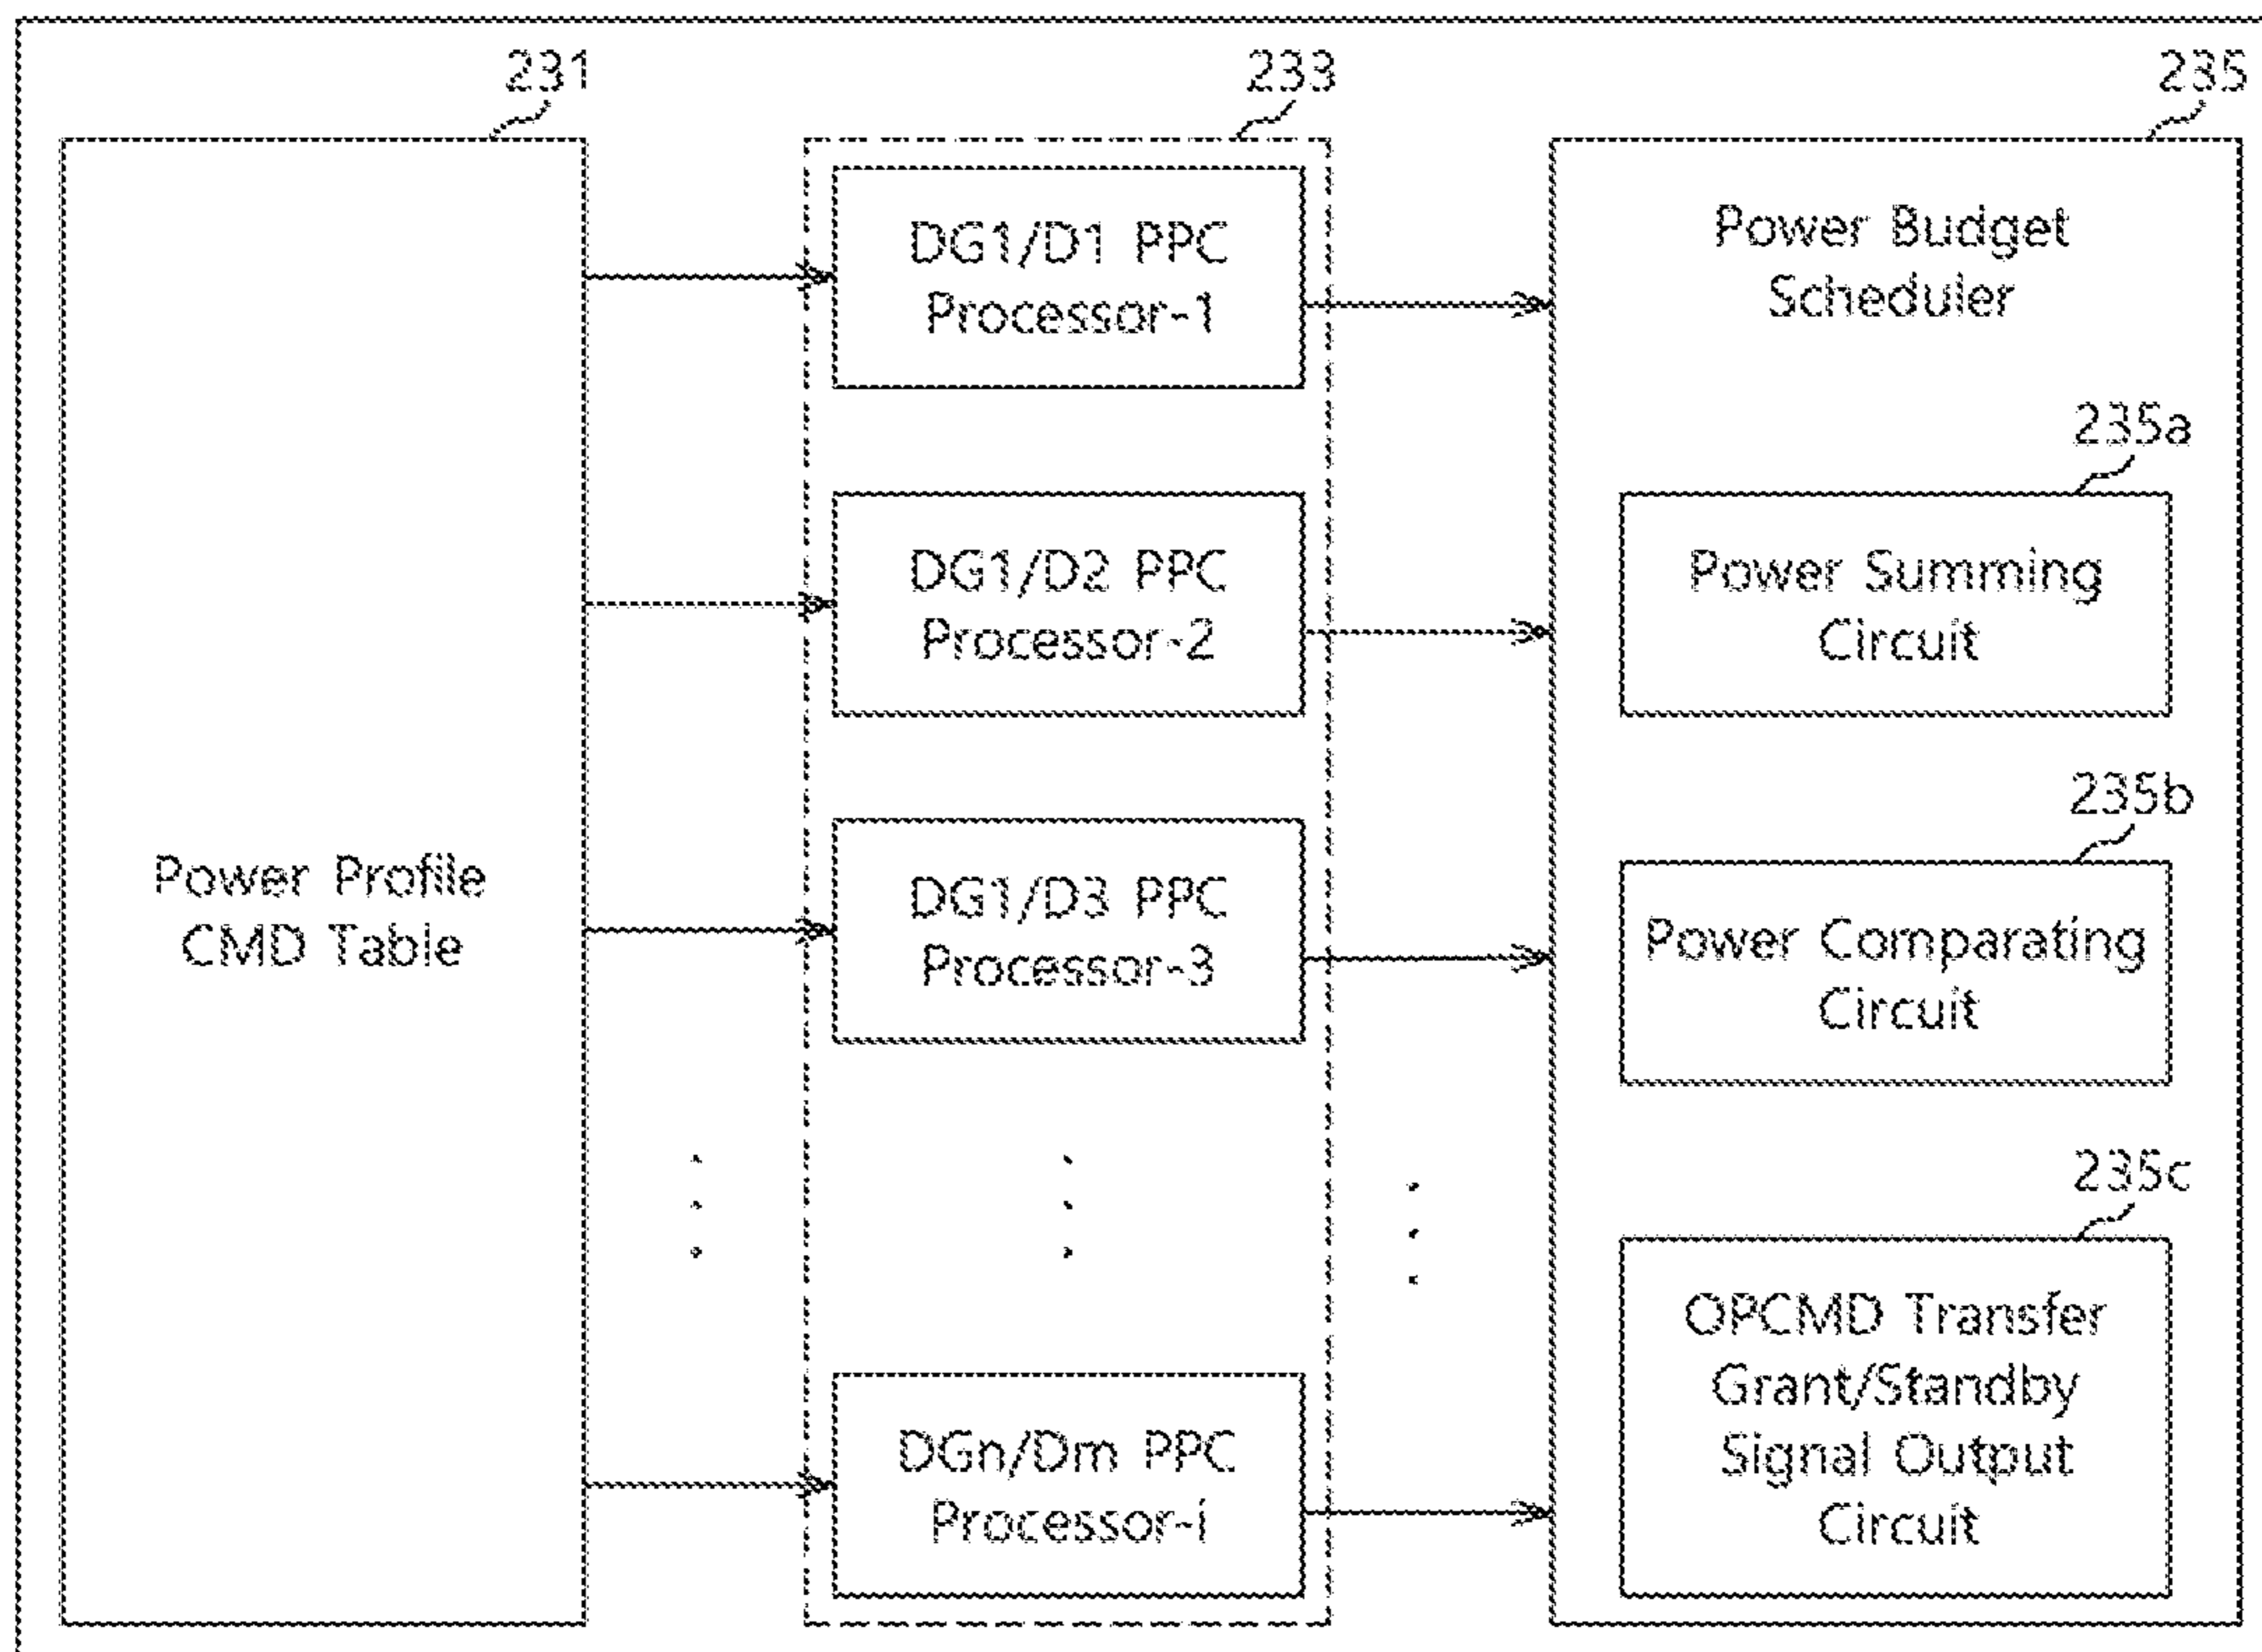 231
233
235
Power Profile
CMD Table
DG1/D1 PPC
Processor-1
DG1/D2 PPC
Processor-2
DG1/D3 PPC
Processor-3
DGn/Dm PPC
Processor-i
Power Budget
Scheduler
235a
Power Summing
Circuit
235b
Power Comparating
Circuit
235c
OPCMD Transfer
Grant/Standby
Signal Output
Circuit